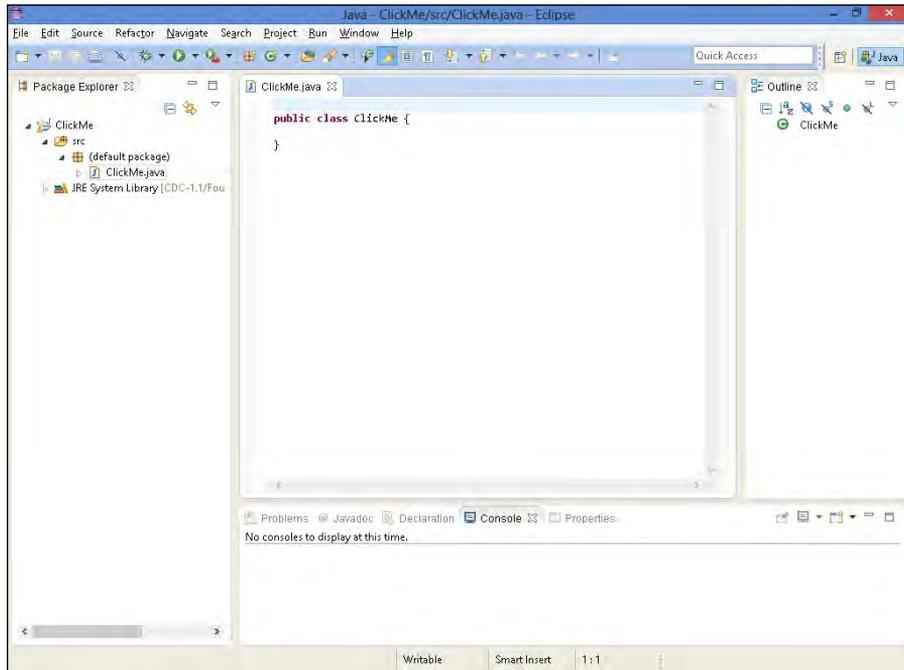 Java - ClickMe/src/ClickMe.java - Eclipse
File Edit Source Refactor Navigate Search Project Run Window Help
Quick Access
Java
Package Explorer
ClickMe
src
(default package)
ClickMe.java
JRE System Library [CDC-1.1/Fou
ClickMe.java
public class ClickMe {
}
Outline
ClickMe
Problems Javadoc Declaration Console Properties
No consoles to display at this time.
Writable Smart Insert 1:1